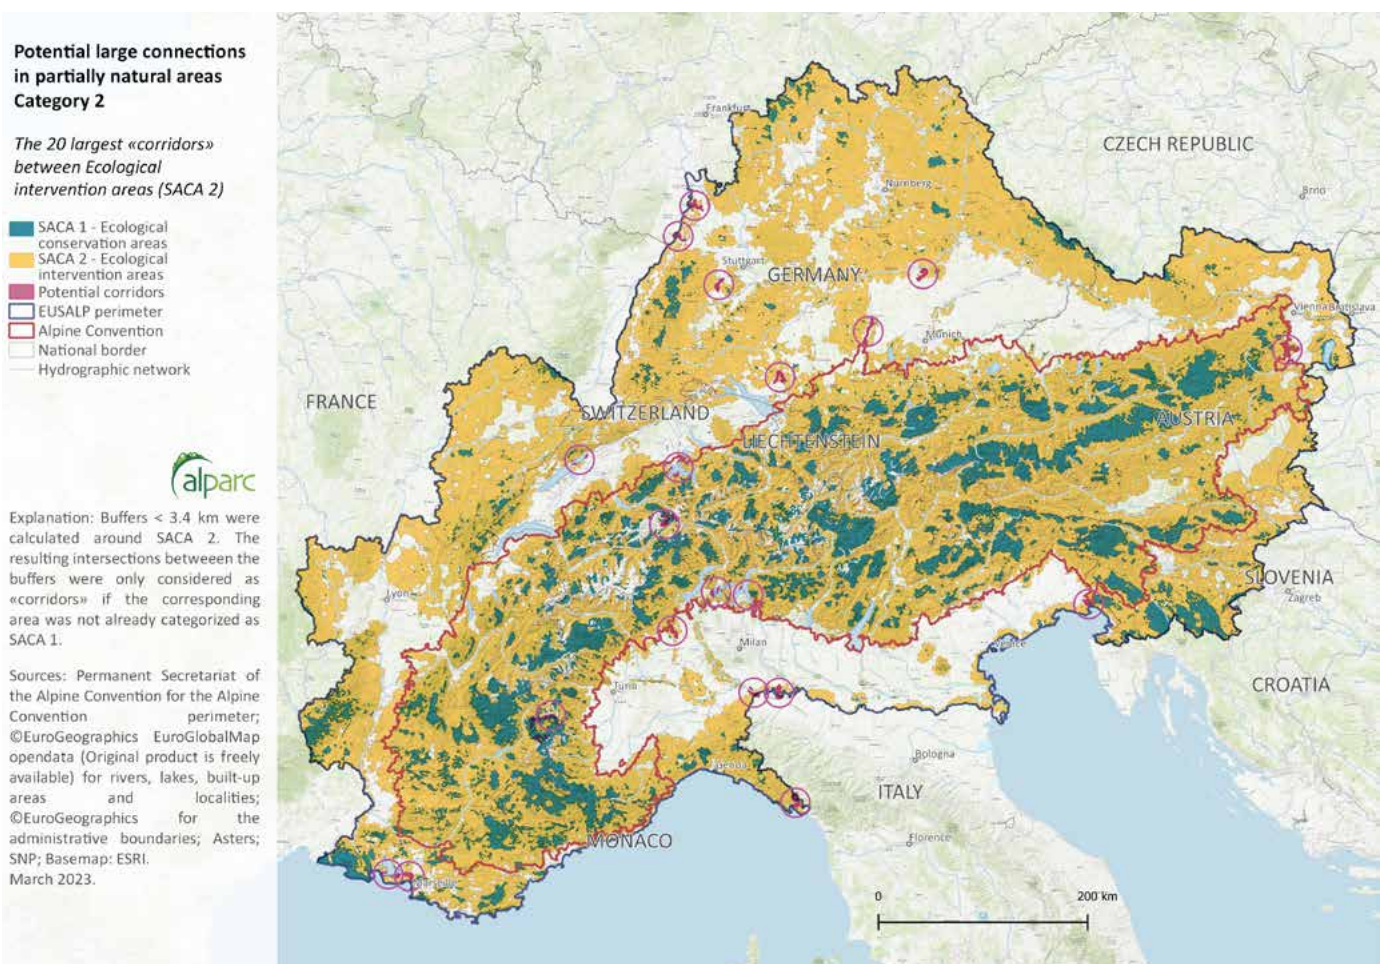 Potential large connections
in partially natural areas
Category 2
The 20 largest «corridors»
between Ecological
intervention areas (SACA 2)
SACA 1 - Ecological
conservation areas
SACA 2 - Ecological
intervention areas
Potential corridors
EUSALP perimeter
Alpine Convention
National border
Hydrographic network
alparc
Explanation: Buffers < 3.4 km were
calculated around SACA 2. The
resulting intersections betweeen the
buffers were only considered as
«corridors» if the corresponding
area was not already categorized as
SACA 1.
Sources: Permanent Secretariat of
the Alpine Convention for the Alpine
Convention perimeter;
©EuroGeographics EuroGlobalMap
opendata (Original product is freely
available) for rivers, lakes, built-up
areas and localities;
©EuroGeographics for the
administrative boundaries; Asters;
SNP; Basemap: ESRI.
March 2023.
Frankfurt
CZECH REPUBLIC
Brno
Nürnberg
Stuttgart
GERMANY
Vienna Bratislava
Munich
FRANCE
SWITZERLAND
LIECHTENSTEIN
AUSTRIA
SLOVENIA
Zagreb
Lyon
Milan
Venice
Turin
CROATIA
Bologna
Genoa
ITALY
MONACO
Florence
Marseille
0 200 km